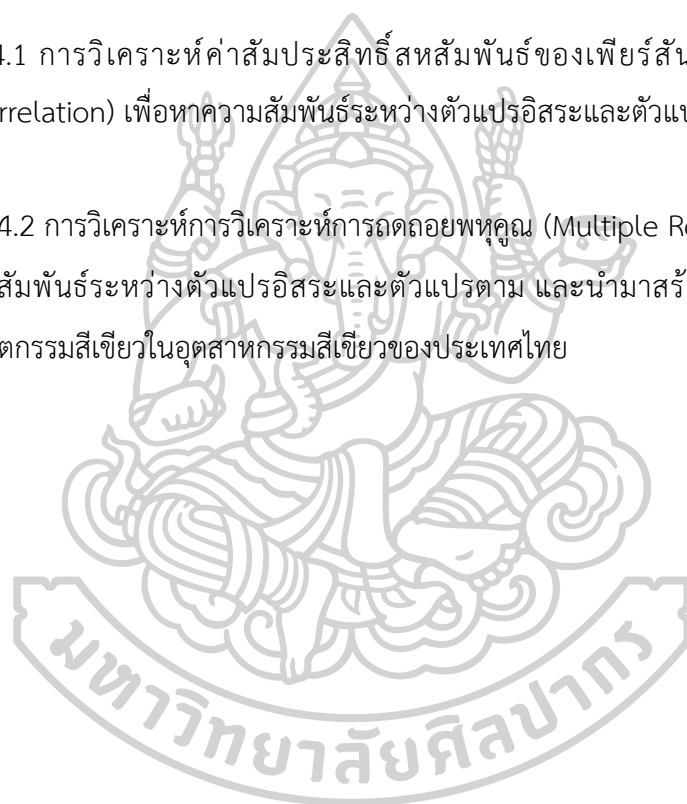 4.1 การวิเคราะห์ค่าสัมประสิทธิ์สหสัมพันธ์ของเพียร์สัน
rrelation) เพื่อหาความสัมพันธ์ระหว่างตัวแปรอิสระและตัวแป
4.2 การวิเคราะห์การวิเคราะห์การถดถอยพหุคูณ (Multiple Re
สัมพันธ์ระหว่างตัวแปรอิสระและตัวแปรตาม และนำมาสร้
ตกรรมสีเขียวในอุตสาหกรรมสีเขียวของประเทศไทย
มหาวิทยาลัยศิลปากร